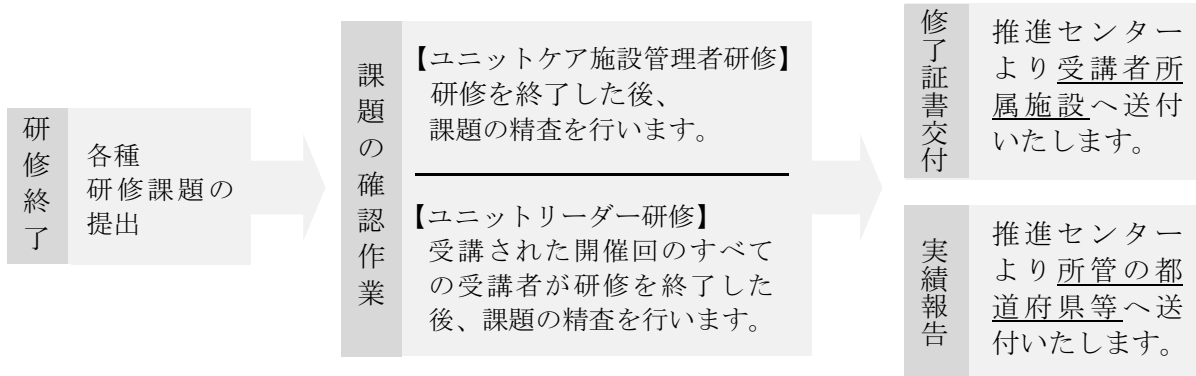 研修終了
各種
研修課題の
提出
課題の確認作業
【ユニットケア施設管理者研修】
研修を終了した後、
課題の精査を行います。
【ユニットリーダー研修】
受講された開催回のすべて
の受講者が研修を終了した
後、課題の精査を行います。
修了証書交付
推進センター
より受講者所
属施設へ送付
いたします。
実績報告
推進センター
より所管の都
道府県等へ送
付いたします。